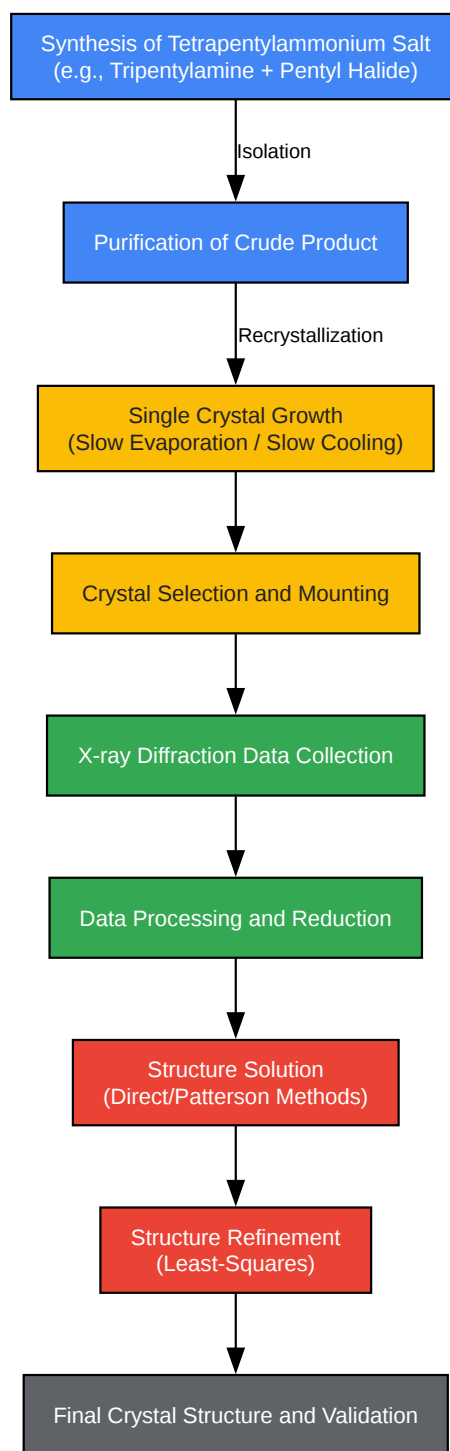 Synthesis of Tetrapentylammonium Salt
(e.g., Tripentylamine + Pentyl Halide)
Isolation
Purification of Crude Product
Recrystallization
Single Crystal Growth
(Slow Evaporation / Slow Cooling)
Crystal Selection and Mounting
X-ray Diffraction Data Collection
Data Processing and Reduction
Structure Solution
(Direct/Patterson Methods)
Structure Refinement
(Least-Squares)
Final Crystal Structure and Validation